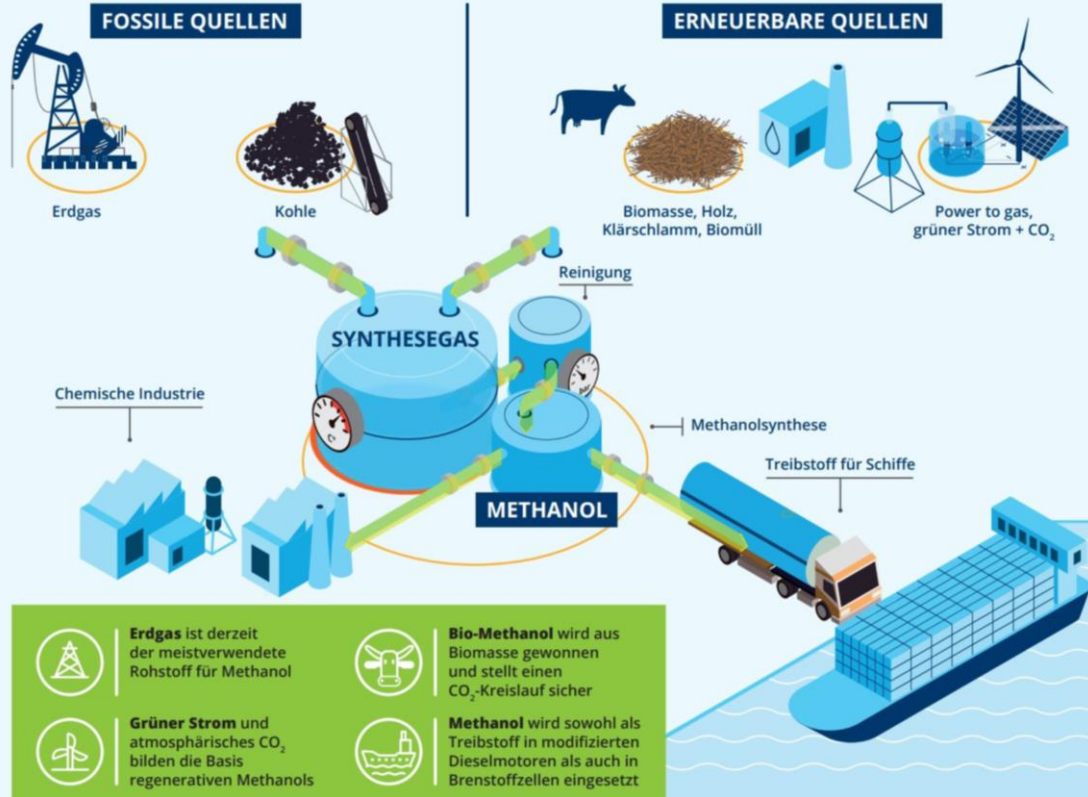 FOSSILE QUELLEN
ERNEUERBARE QUELLEN
Erdgas
Kohle
Biomasse, Holz,
Klärschlamm, Biomüll
Power to gas,
grüner Strom + CO₂
Reinigung
SYNTHESEGAS
Chemische Industrie
Methanolsynthese
Treibstoff für Schiffe
METHANOL
Erdgas ist derzeit
der meistverwendete
Rohstoff für Methanol
Bio-Methanol wird aus
Biomasse gewonnen
und stellt einen
CO₂-Kreislauf sicher
Grüner Strom und
atmosphärisches CO₂
bilden die Basis
regenerativen Methanols
Methanol wird sowohl als
Treibstoff in modifizierten
Dieselmotoren als auch in
Brenstoffzellen eingesetzt